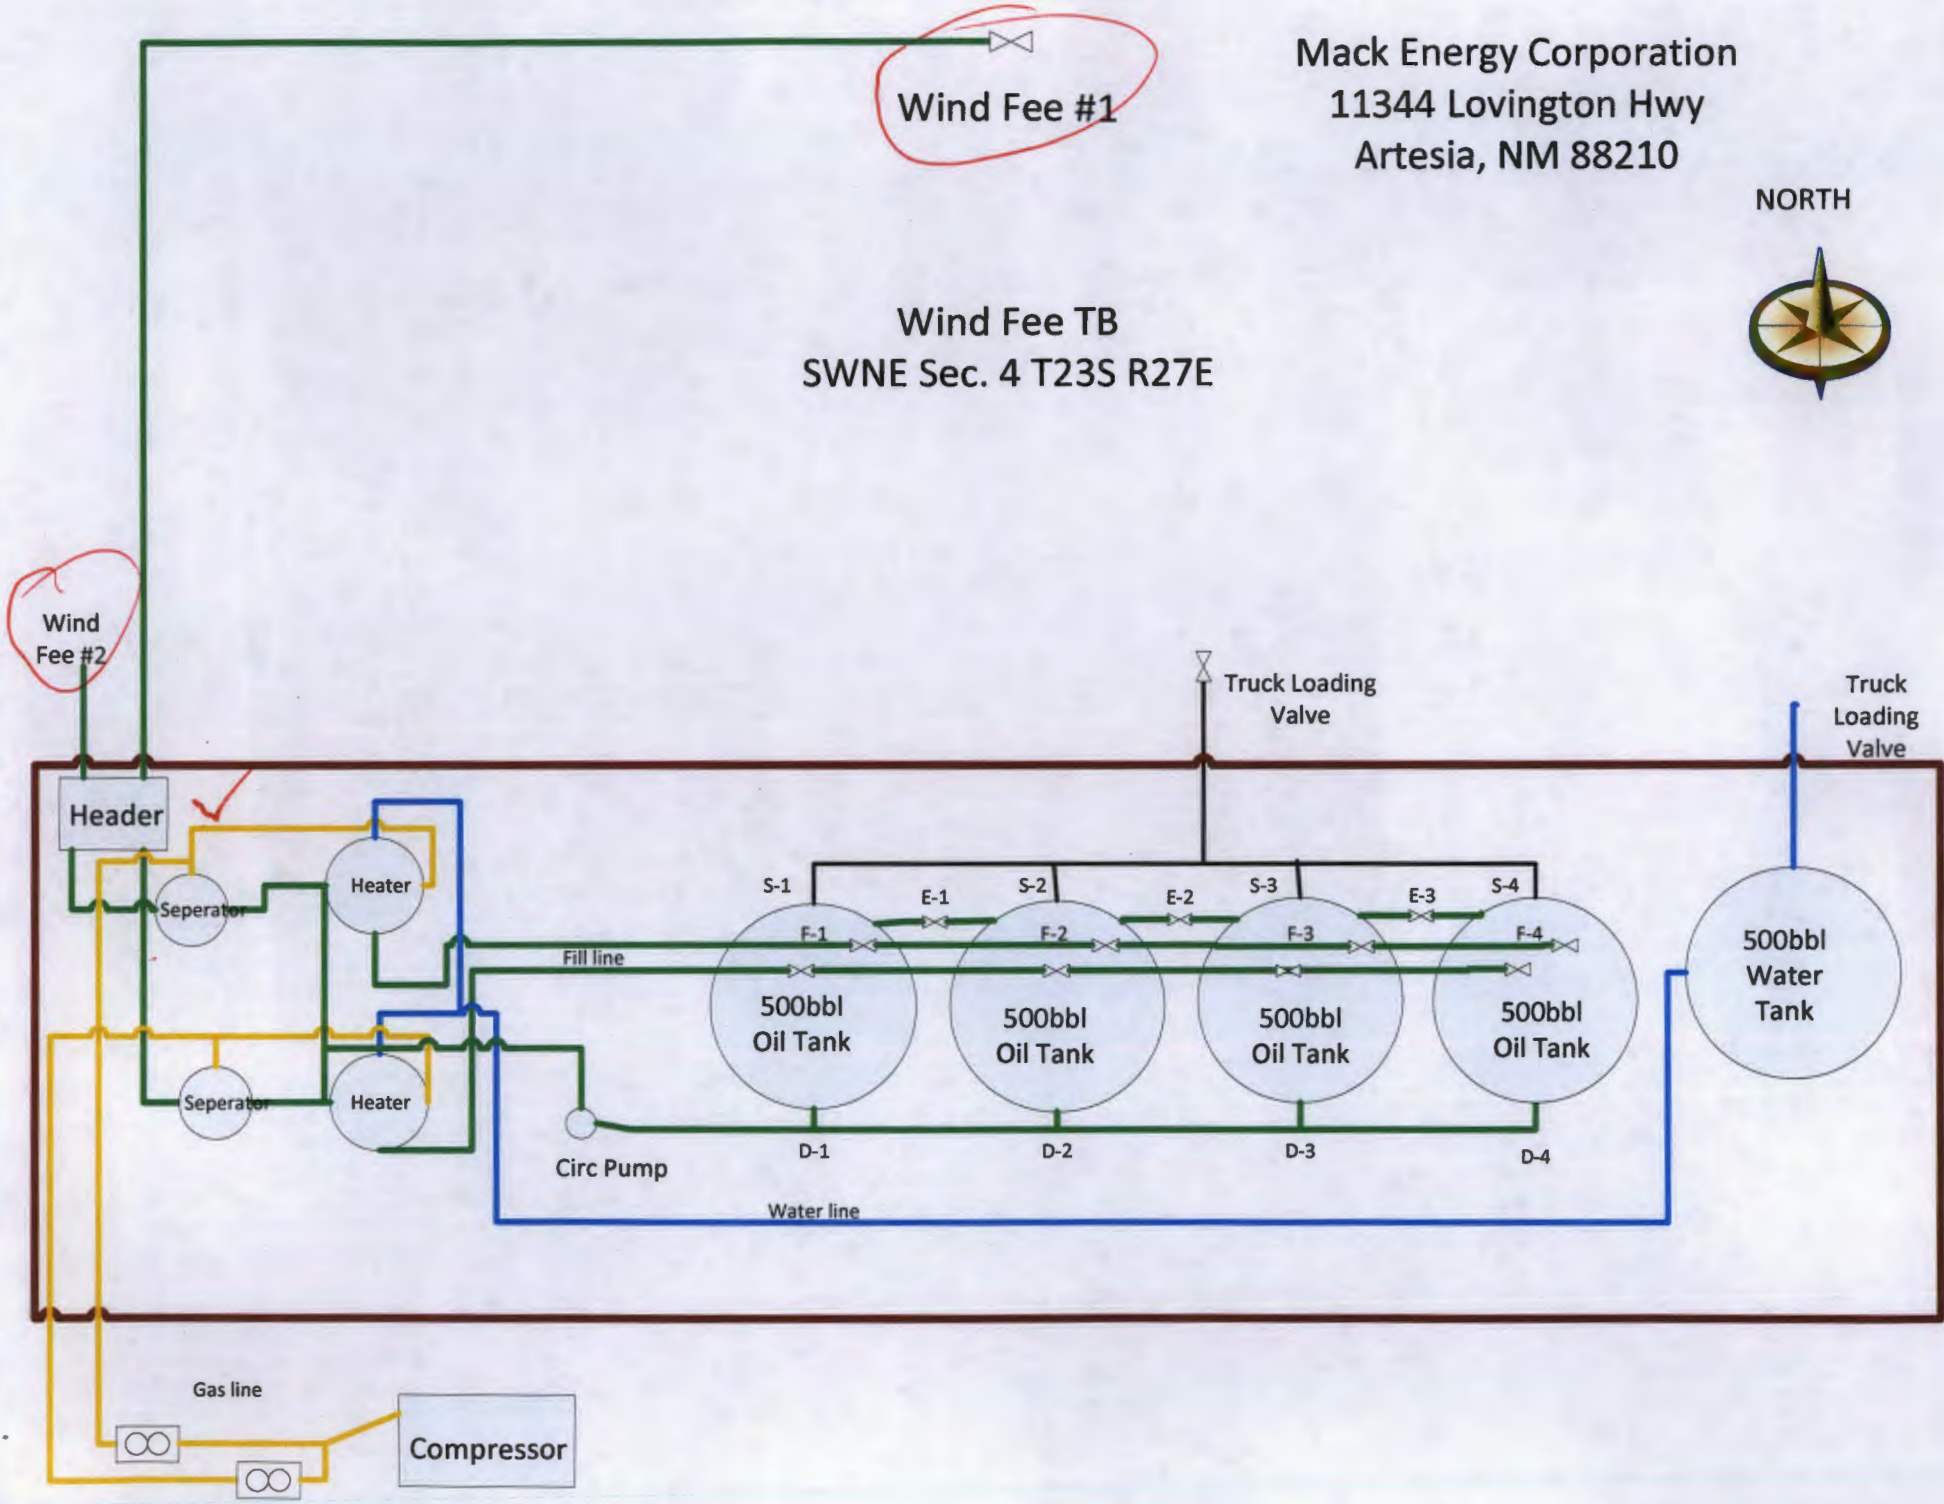 Wind Fee #1
Mack Energy Corporation
11344 Lovington Hwy
Artesia, NM 88210
NORTH
Wind Fee TB
SWNE Sec. 4 T23S R27E
Wind
Fee #2
Truck Loading
Valve
Truck
Loading
Valve
Header
Heater
Seperator
S-1
E-1
S-2
E-2
S-3
E-3
S-4
F-1
F-2
F-3
F-4
Fill line
500bbl
Oil Tank
500bbl
Oil Tank
500bbl
Oil Tank
500bbl
Oil Tank
500bbl
Water
Tank
Seperator
Heater
Circ Pump
D-1
D-2
D-3
D-4
Water line
Gas line
Compressor